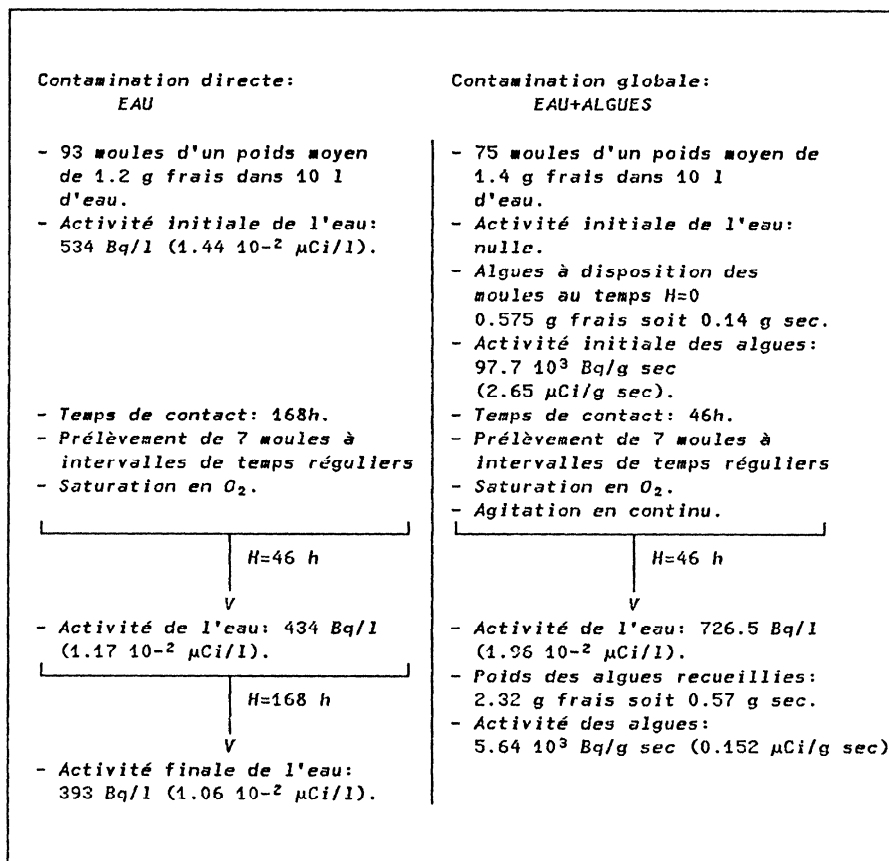 Contamination directe:
EAU
- 93 moules d'un poids moyen
de 1.2 g frais dans 10 l
d'eau.
- Activité initiale de l'eau:
534 Bq/l (1.44 10-² µCi/l).
- Temps de contact: 168h.
- Prélèvement de 7 moules à
intervalles de temps réguliers
- Saturation en O₂.
H=46 h
V
- Activité de l'eau: 434 Bq/l
(1.17 10-² µCi/l).
H=168 h
V
- Activité finale de l'eau:
393 Bq/l (1.06 10-² µCi/l).
Contamination globale:
EAU+ALGUES
- 75 moules d'un poids moyen de
1.4 g frais dans 10 l
d'eau.
- Activité initiale de l'eau:
nulle.
- Algues à disposition des
moules au temps H=0
0.575 g frais soit 0.14 g sec.
- Activité initiale des algues:
97.7 10³ Bq/g sec
(2.65 µCi/g sec).
- Temps de contact: 46h.
- Prélèvement de 7 moules à
intervalles de temps réguliers
- Saturation en O₂.
- Agitation en continu.
H=46 h
V
- Activité de l'eau: 726.5 Bq/l
(1.96 10-² µCi/l).
- Poids des algues recueillies:
2.32 g frais soit 0.57 g sec.
- Activité des algues:
5.64 10³ Bq/g sec (0.152 µCi/g sec)